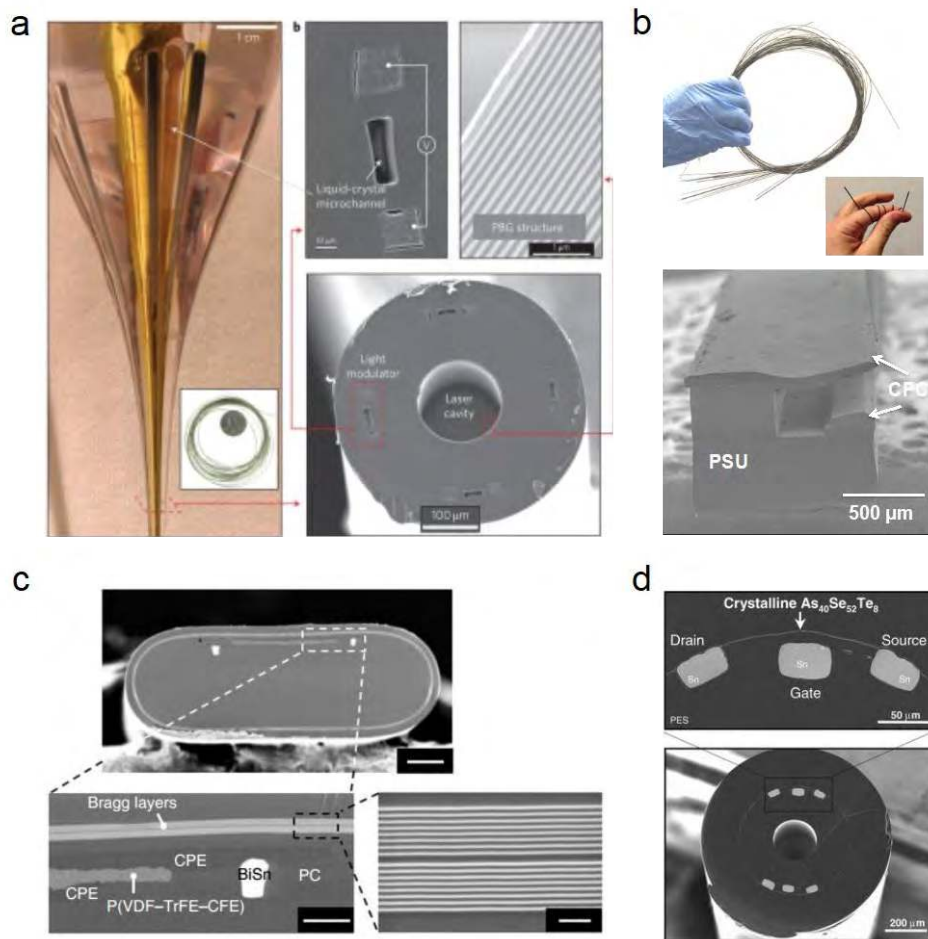 a
1 cm
b
V
Liquid-crystal
microchannel
PBG structure
1 μm
Light
modulator
Laser
cavity
100 μm
b
CPC
PSU
500 μm
c
Bragg layers
CPE
CPE
BiSn
PC
P(VDF–TrFE–CFE)
d
Crystalline As40Se52Te8
Drain
Source
Sn
Sn
Sn
Gate
PES
50 μm
200 μm